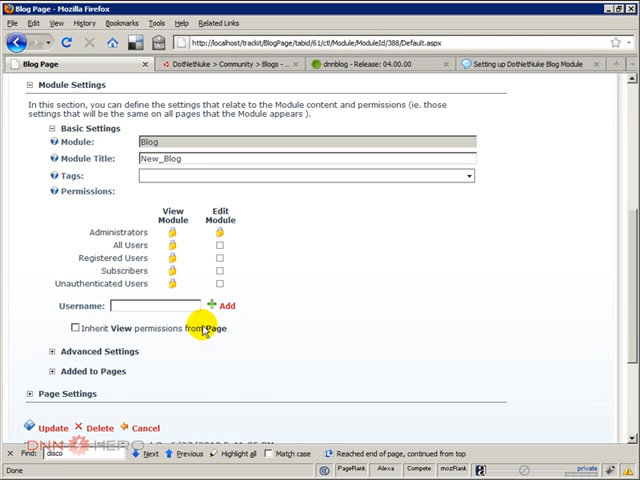 Blog Page - Mozilla Firefox
File Edit View History Bookmarks Tools Help Related Links
http://localhost/trackit/BlogPage/tabid/61/ctl/Module/ModuleId/388/Default.aspx
Blog Page DotNetNuke > Community > Blogs - ... dnnblog - Release: 04.00.00 Setting up DotNetNuke Blog Module
Module Settings
In this section, you can define the settings that relate to the Module content and permissions (ie. those
settings that will be the same on all pages that the Module appears ).
Basic Settings
Module: Blog
Module Title: New_Blog
Tags:
Permissions:
View Module Edit Module
Administrators
All Users
Registered Users
Subscribers
Unauthenticated Users
Username: Add
Inherit View permissions from Page
Advanced Settings
Added to Pages
Page Settings
Update Delete Cancel
DNN HERO
Find: disco Next Previous Highlight all Match case Reached end of page, continued from top
Done PageRank Alexa Compete mozRank private